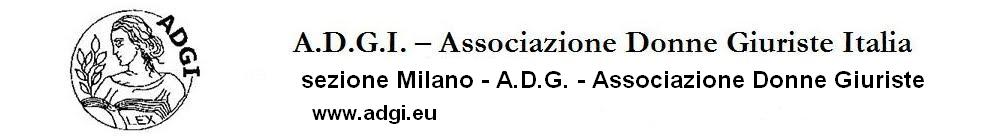 ADGI
LEX
A.D.G.I. – Associazione Donne Giuriste Italia
sezione Milano - A.D.G. - Associazione Donne Giuriste
www.adgi.eu